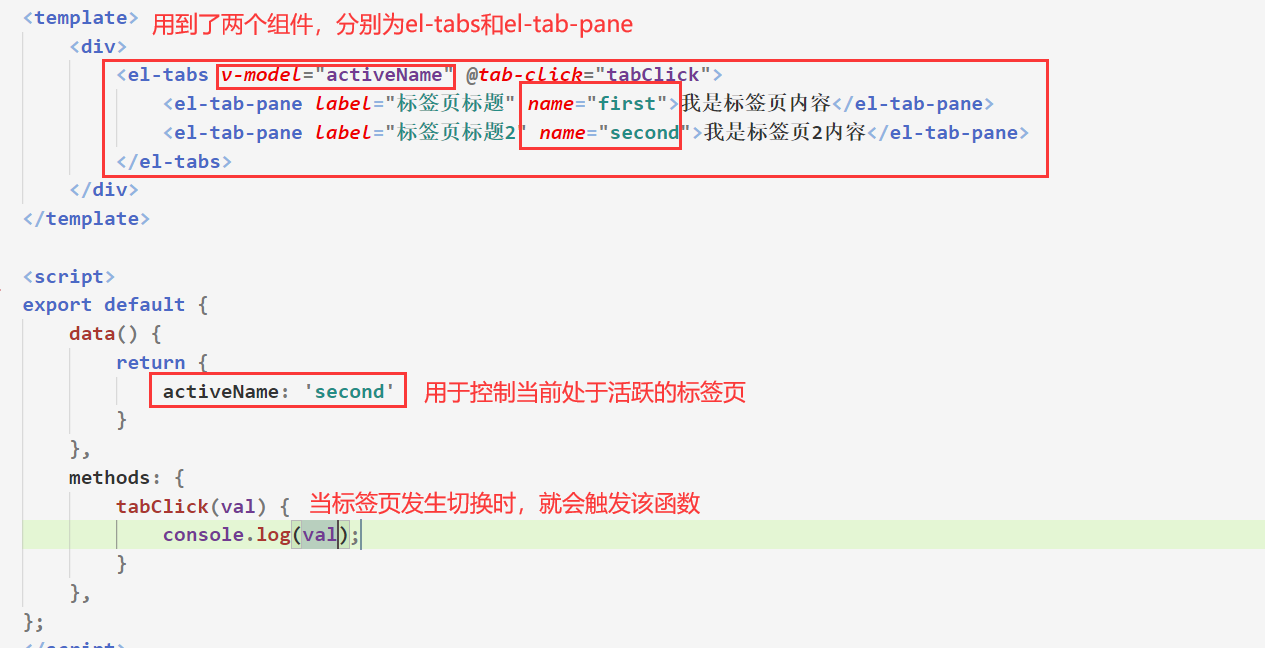 <template> 用到了两个组件，分别为el-tabs和el-tab-pane
<div>
<el-tabs v-model="activeName" @tab-click="tabClick">
<el-tab-pane label="标签页标题" name="first">我是标签页内容</el-tab-pane>
<el-tab-pane label="标签页标题2" name="second">我是标签页2内容</el-tab-pane>
</el-tabs>
</div>
</template>
<script>
export default {
data() {
return {
activeName: 'second' 用于控制当前处于活跃的标签页
}
},
methods: {
tabClick(val) { 当标签页发生切换时，就会触发该函数
console.log(val);
}
},
};
</script>